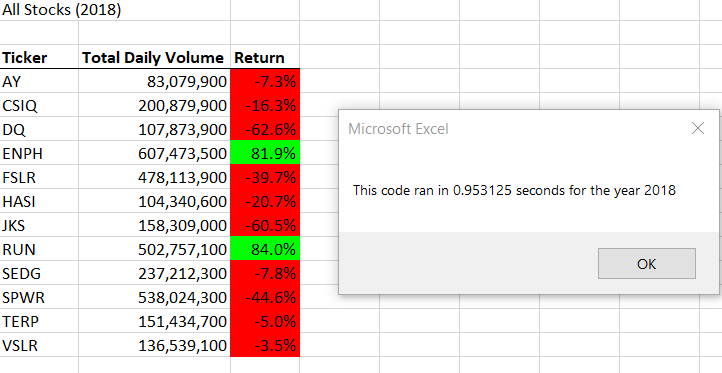 All Stocks (2018)
Ticker Total Daily Volume Return
AY 83,079,900 -7.3%
CSIQ 200,879,900 -16.3%
DQ 107,873,900 -62.6%
ENPH 607,473,500 81.9%
FSLR 478,113,900 -39.7%
HASI 104,340,600 -20.7%
JKS 158,309,000 -60.5%
RUN 502,757,100 84.0%
SEDG 237,212,300 -7.8%
SPWR 538,024,300 -44.6%
TERP 151,434,700 -5.0%
VSLR 136,539,100 -3.5%
Microsoft Excel
This code ran in 0.953125 seconds for the year 2018
OK